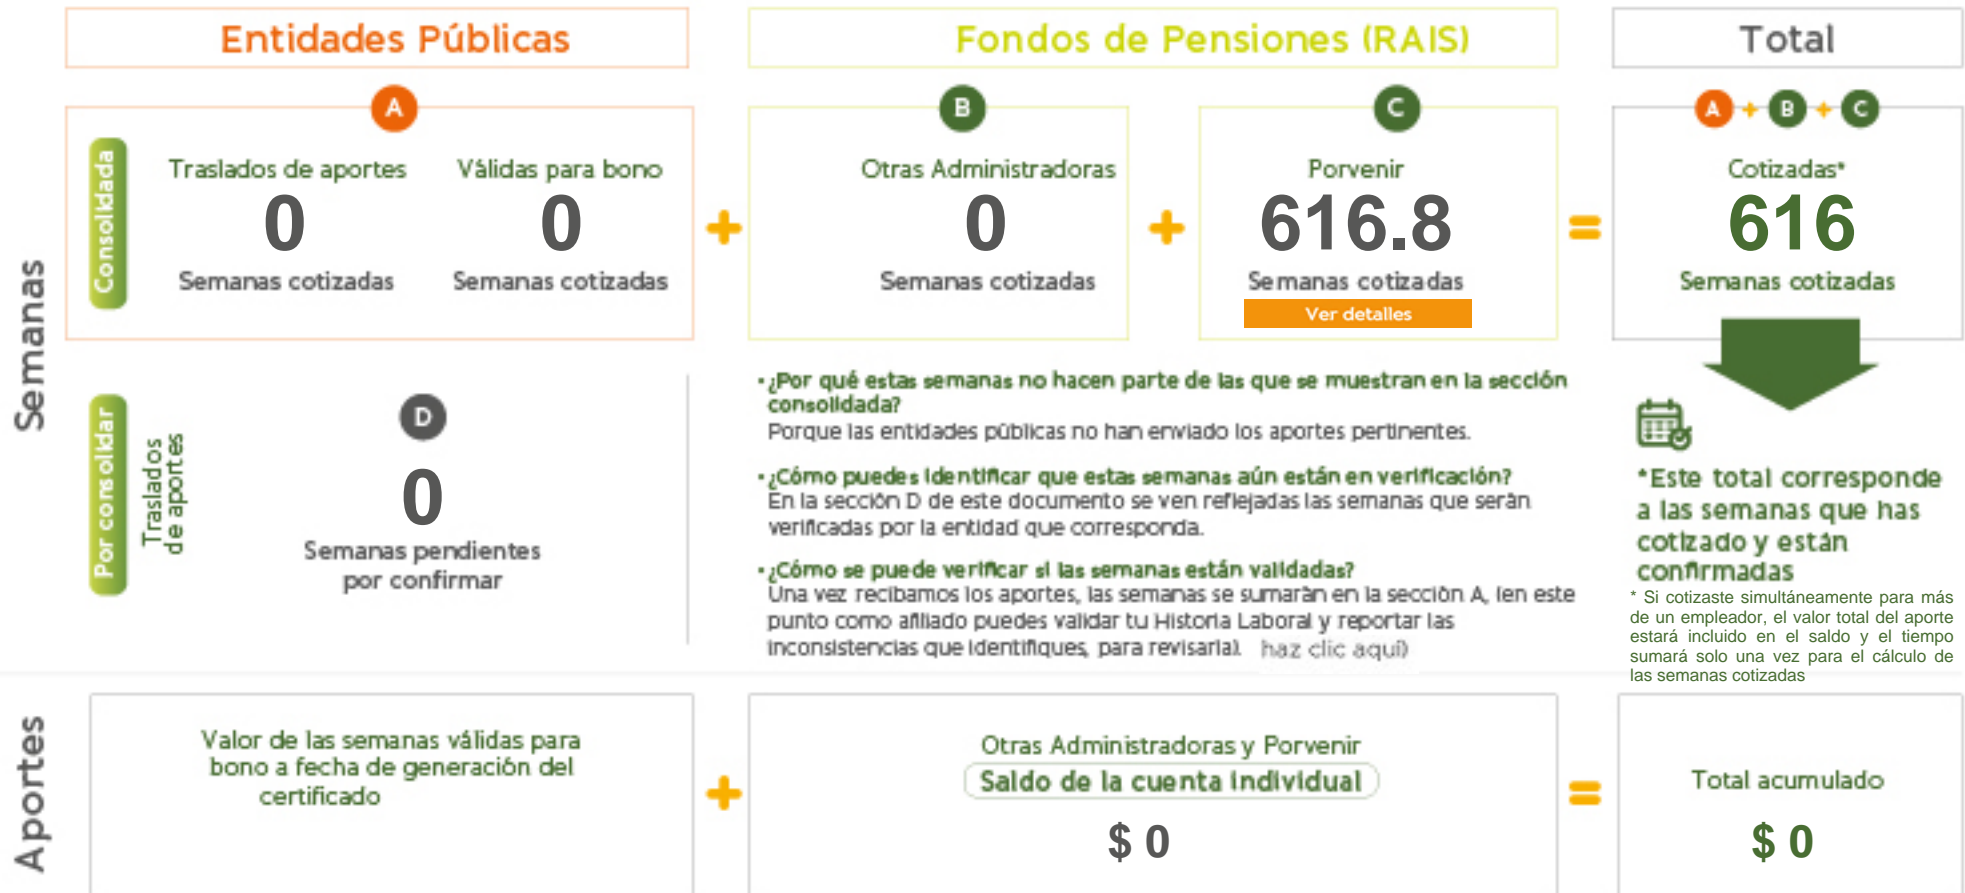 Entidades Públicas
Fondos de Pensiones (RAIS)
Total
Semanas
Consolidada
A
Traslados de aportes
0
Semanas cotizadas
Válidas para bono
0
Semanas cotizadas
+
B
Otras Administradoras
0
Semanas cotizadas
+
C
Porvenir
616.8
Semanas cotizadas
Ver detalles
=
A + B + C
Cotizadas*
616
Semanas cotizadas
Por consolidar
Traslados
de aportes
D
0
Semanas pendientes
por confirmar
• ¿Por qué estas semanas no hacen parte de las que se muestran en la sección
consolidada?
Porque las entidades públicas no han enviado los aportes pertinentes.
• ¿Cómo puedes identificar que estas semanas aún están en verificación?
En la sección D de este documento se ven reflejadas las semanas que serán
verificadas por la entidad que corresponda.
• ¿Cómo se puede verificar si las semanas están validadas?
Una vez recibamos los aportes, las semanas se sumarán en la sección A, (en este
punto como afiliado puedes validar tu Historia Laboral y reportar las
inconsistencias que identifiques, para revisarla). haz clic aquí)
*Este total corresponde
a las semanas que has
cotizado y están
confirmadas
* Si cotizaste simultáneamente para más
de un empleador, el valor total del aporte
estará incluido en el saldo y el tiempo
sumará solo una vez para el cálculo de
las semanas cotizadas
Aportes
Valor de las semanas válidas para
bono a fecha de generación del
certificado
+
Otras Administradoras y Porvenir
Saldo de la cuenta individual
$ 0
=
Total acumulado
$ 0